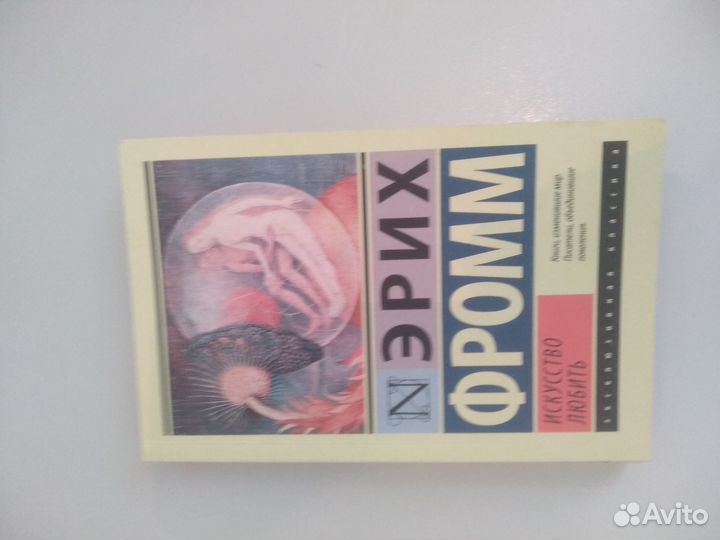 ЭРИХ
ФРОММ
ИСКУССТВО
ЛЮБИТЬ
Книги, изменившие мир.
Писатели, объединившие
поколения.
ЭКСКЛЮЗИВНАЯ КЛАССИКА
Avito